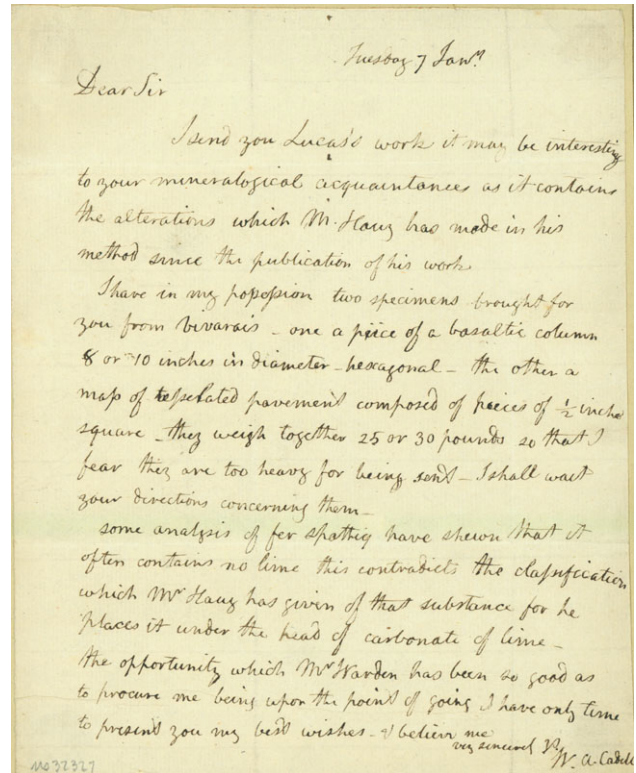 Tuesday 7 Jany.
Dear Sir
I send you Lucas's work it may be interesting
to your mineralogical acquaintances as it contains
the alterations which M. Hauy has made in his
method since the publication of his work
I have in my possession two specimens brought for
you from Vivarais - one a piece of a basaltic column
8 or 10 inches in diameter - hexagonal - the other a
mass of tesselated pavement composed of pieces of ½ inche
square - they weigh together 25 or 30 pounds so that I
fear they are too heavy for being sent - I shall wait
your directions concerning them -
some analysis of fer spathiq have shewn that it
often contains no lime this contradicts the classification
which Mr Hauy has given of that substance for he
places it under the head of carbonate of lime -
the opportunity which Mr Warden has been so good as
to procure me being upon the point of going I have only time
to present you my best wishes - & believe me
very sincerely Yr.
W. A. Cadell